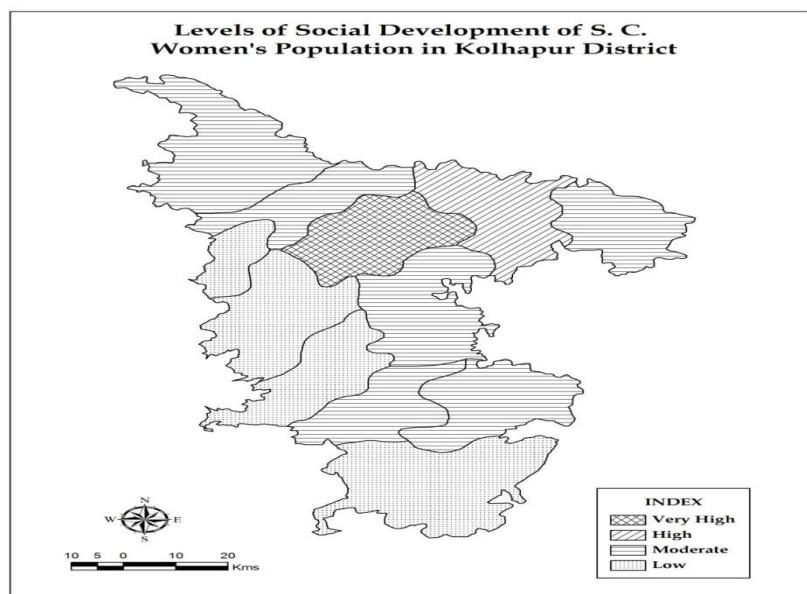 Levels of Social Development of S. C.
Women's Population in Kolhapur District
N
W E
S
10 5 0 10 20
Kms
INDEX
Very High
High
Moderate
Low